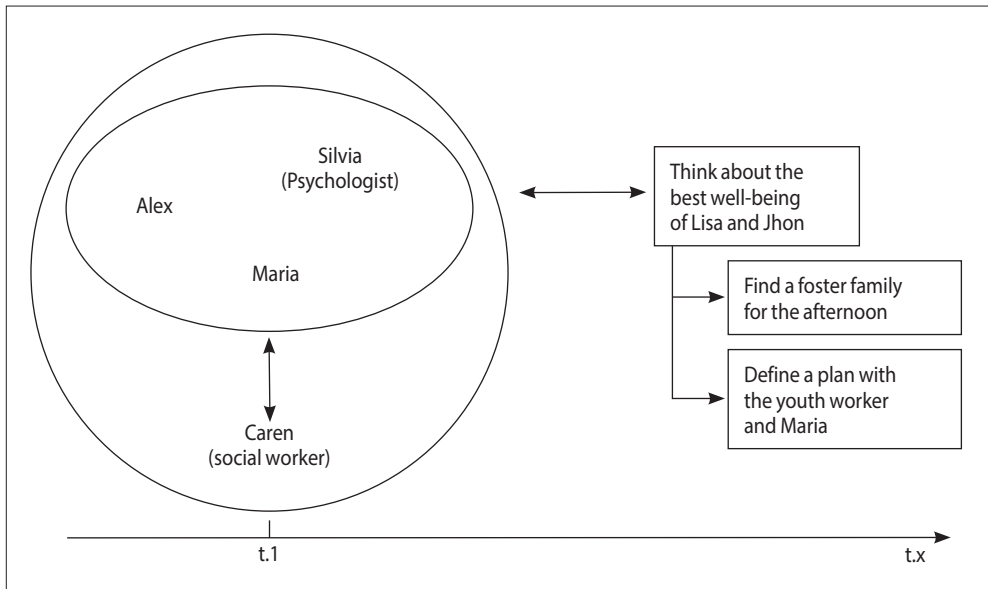 Silvia
(Psychologist)
Alex
Maria
Caren
(social worker)
Think about the
best well-being
of Lisa and Jhon
Find a foster family
for the afternoon
Define a plan with
the youth worker
and Maria
t.1
t.x